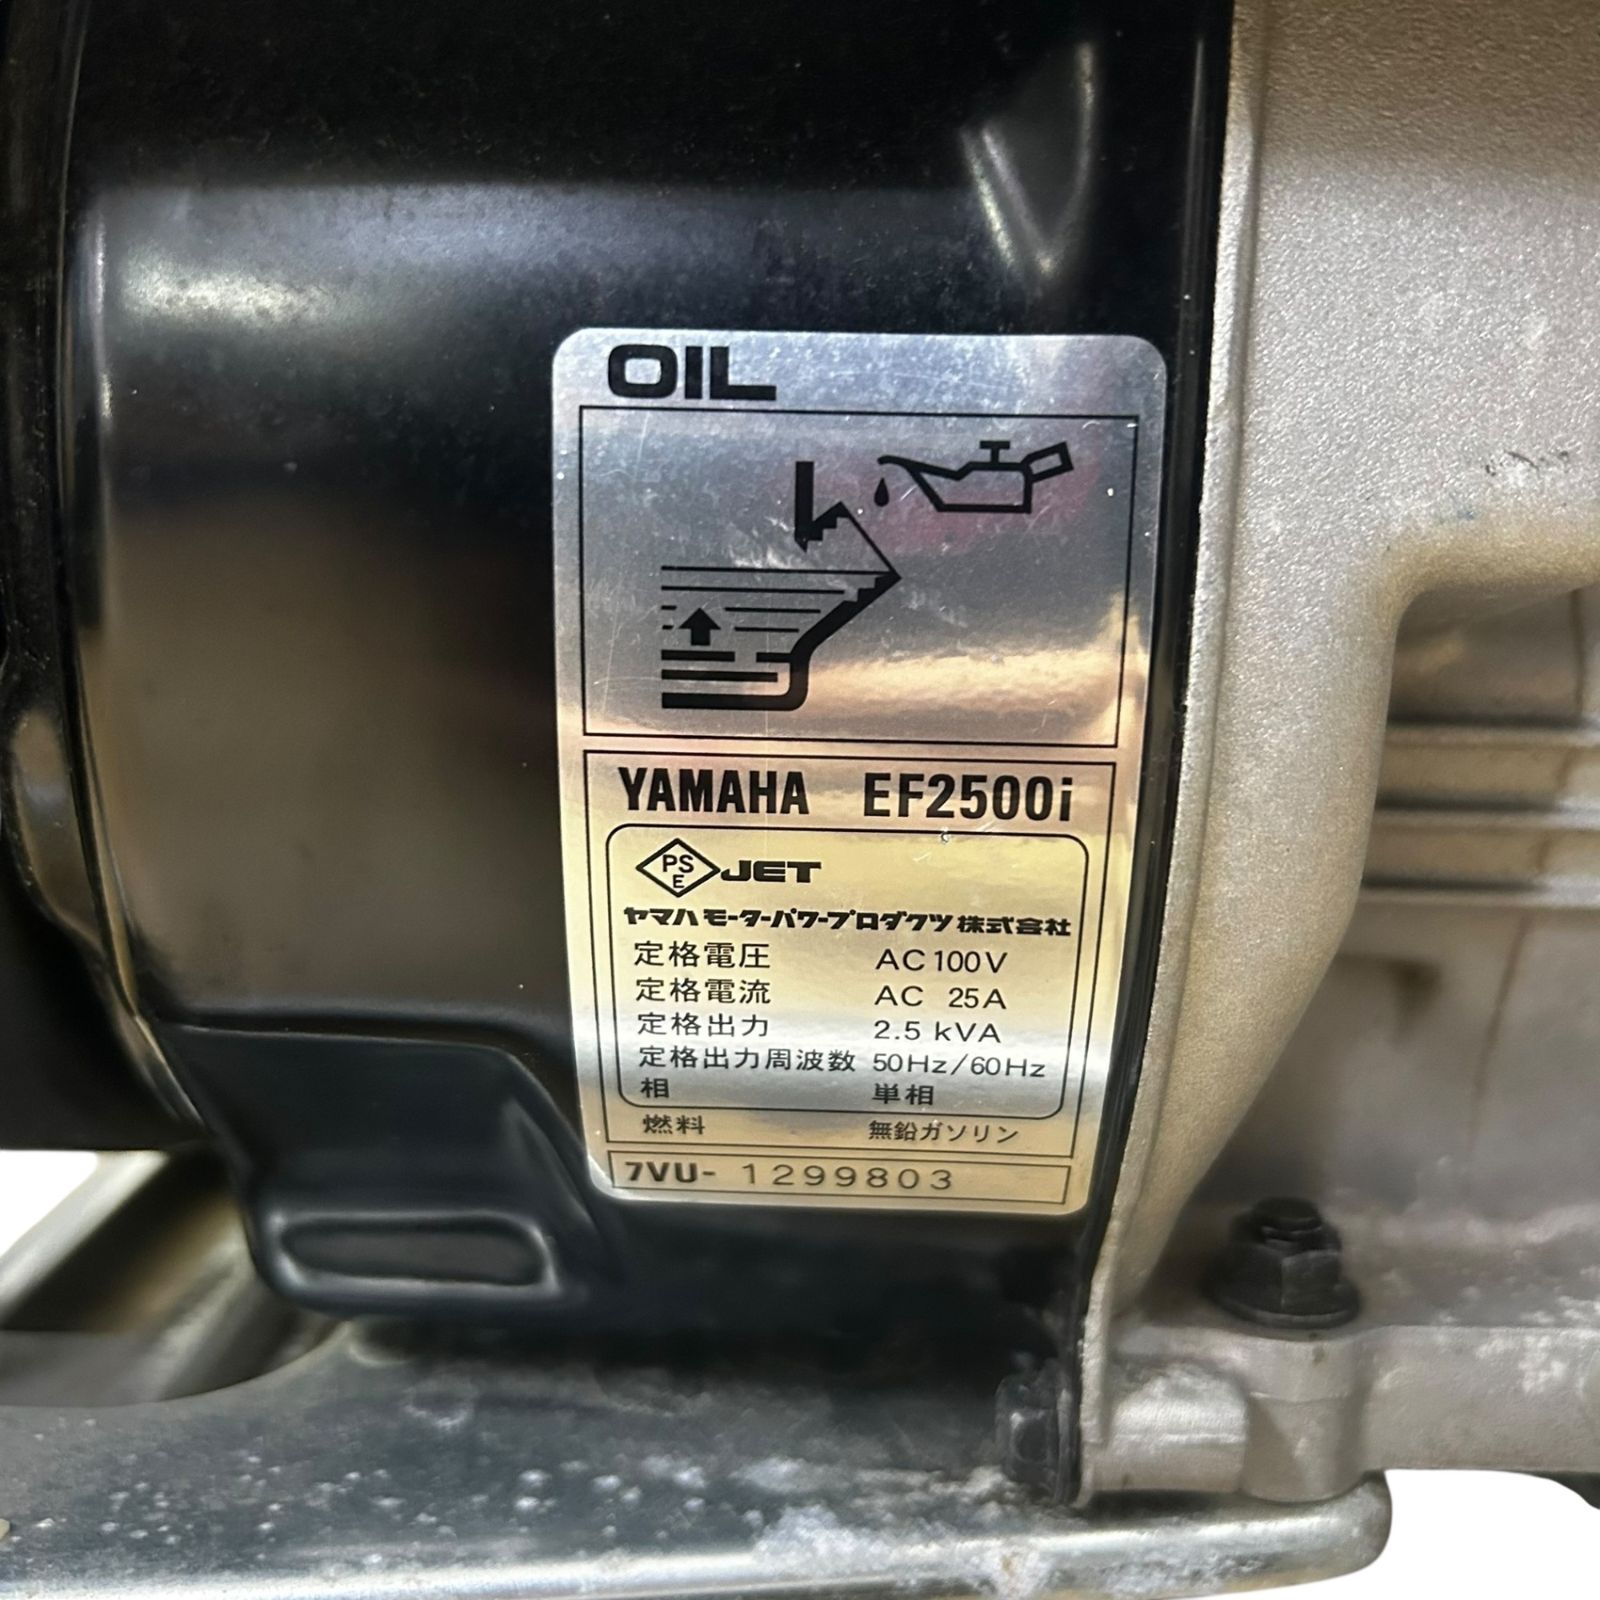 OIL
YAMAHA EF2500i
PS E JET
ヤマハモーターパワープロダクツ株式会社
定格電圧 AC100V
定格電流 AC 25A
定格出力 2.5 kVA
定格出力周波数 50Hz/60Hz
相 単相
燃料 無鉛ガソリン
7VU- 1299803